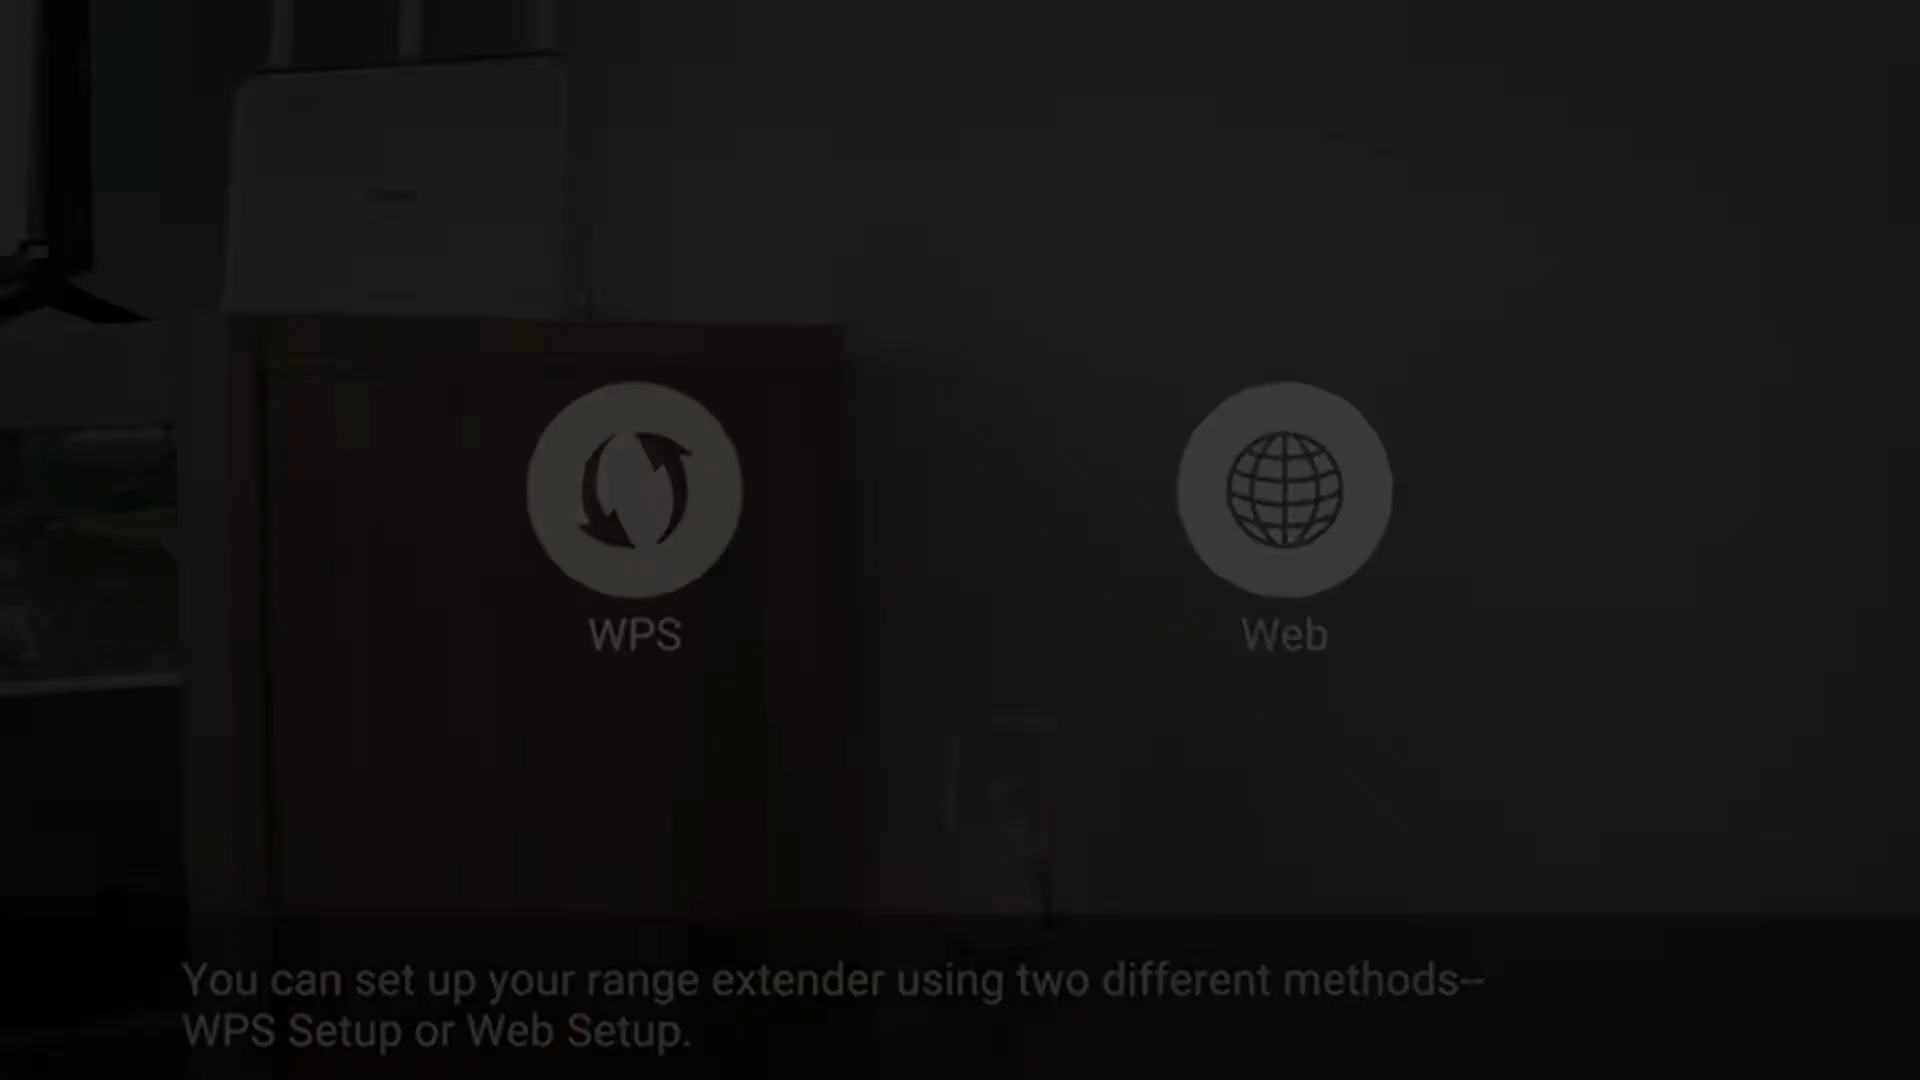 WPS
Web
You can set up your range extender using two different methods–
WPS Setup or Web Setup.